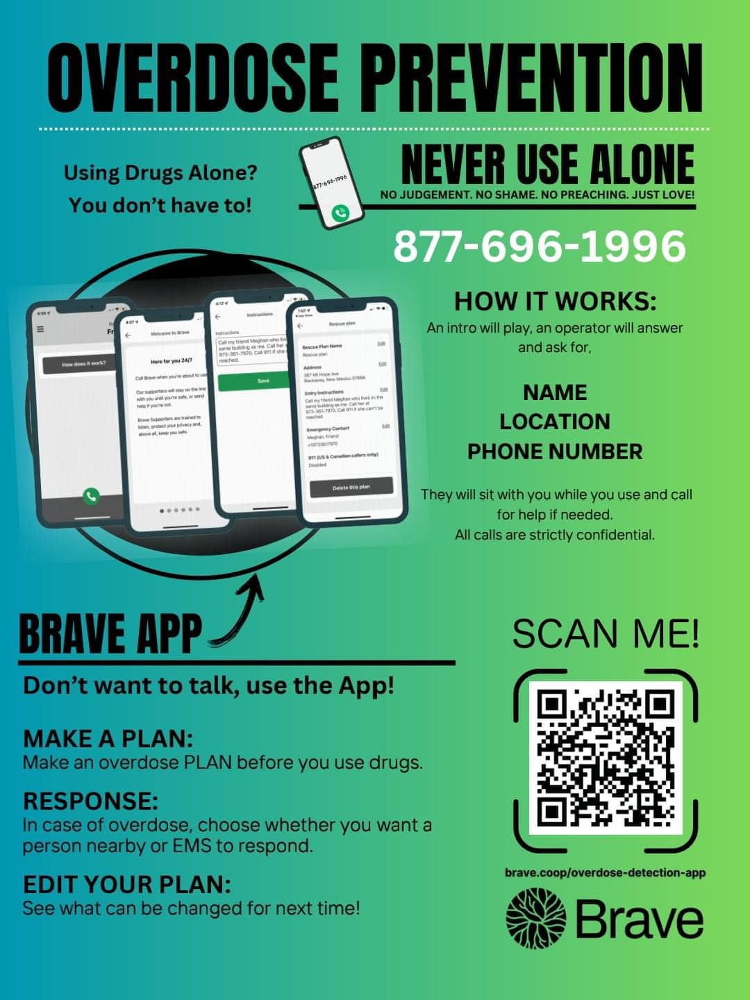 OVERDOSE PREVENTION
Using Drugs Alone?
You don't have to!
877-696-1996
NEVER USE ALONE
NO JUDGEMENT. NO SHAME. NO PREACHING. JUST LOVE!
877-696-1996
HOW IT WORKS:
An intro will play, an operator will answer
and ask for,
NAME
LOCATION
PHONE NUMBER
They will sit with you while you use and call
for help if needed.
All calls are strictly confidential.
4:55
Fr
How does it work?
4:07
Welcome to Brave
Here for you 24/7
Call Brave when you're about to use
Our supporters will stay on the line
with you until you're safe, or send
help if you're not.
Brave Supporters are trained to
listen, protect your privacy and,
above all, keep you safe.
4:17
Instructions
Instructions
Call my friend Meghan who live
same building as me. Call her
973-361-7970. Call 911 if she
reached.
Save
1:07
App Store
Rescue plan
Rescue Plan Name
Edit
Rescue plan
Address
Edit
367 Mt Hope Ave
Rockaway, New Mexico 07866
Entry Instructions
Edit
Call my friend Meghan who lives in the
same building as me. Call her at
973-361-7970. Call 911 if she can't be
reached.
Emergency Contact
Edit
Meghan, Friend
+19733617970
911 (US & Canadian callers only)
Disabled
Delete this plan
BRAVE APP
Don't want to talk, use the App!
MAKE A PLAN:
Make an overdose PLAN before you use drugs.
RESPONSE:
In case of overdose, choose whether you want a
person nearby or EMS to respond.
EDIT YOUR PLAN:
See what can be changed for next time!
SCAN ME!
brave.coop/overdose-detection-app
Brave